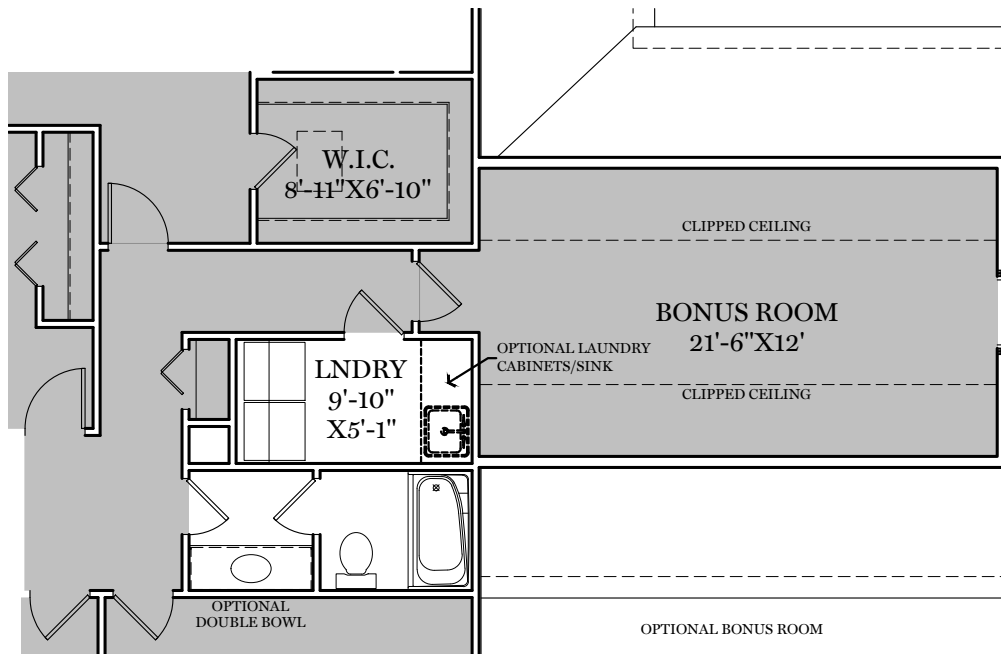 W.I.C.
8'-11"X6'-10"
CLIPPED CEILING
BONUS ROOM
21'-6"X12'
OPTIONAL LAUNDRY
CABINETS/SINK
LNDRY
9'-10"
X5'-1"
CLIPPED CEILING
OPTIONAL
DOUBLE BOWL
OPTIONAL BONUS ROOM